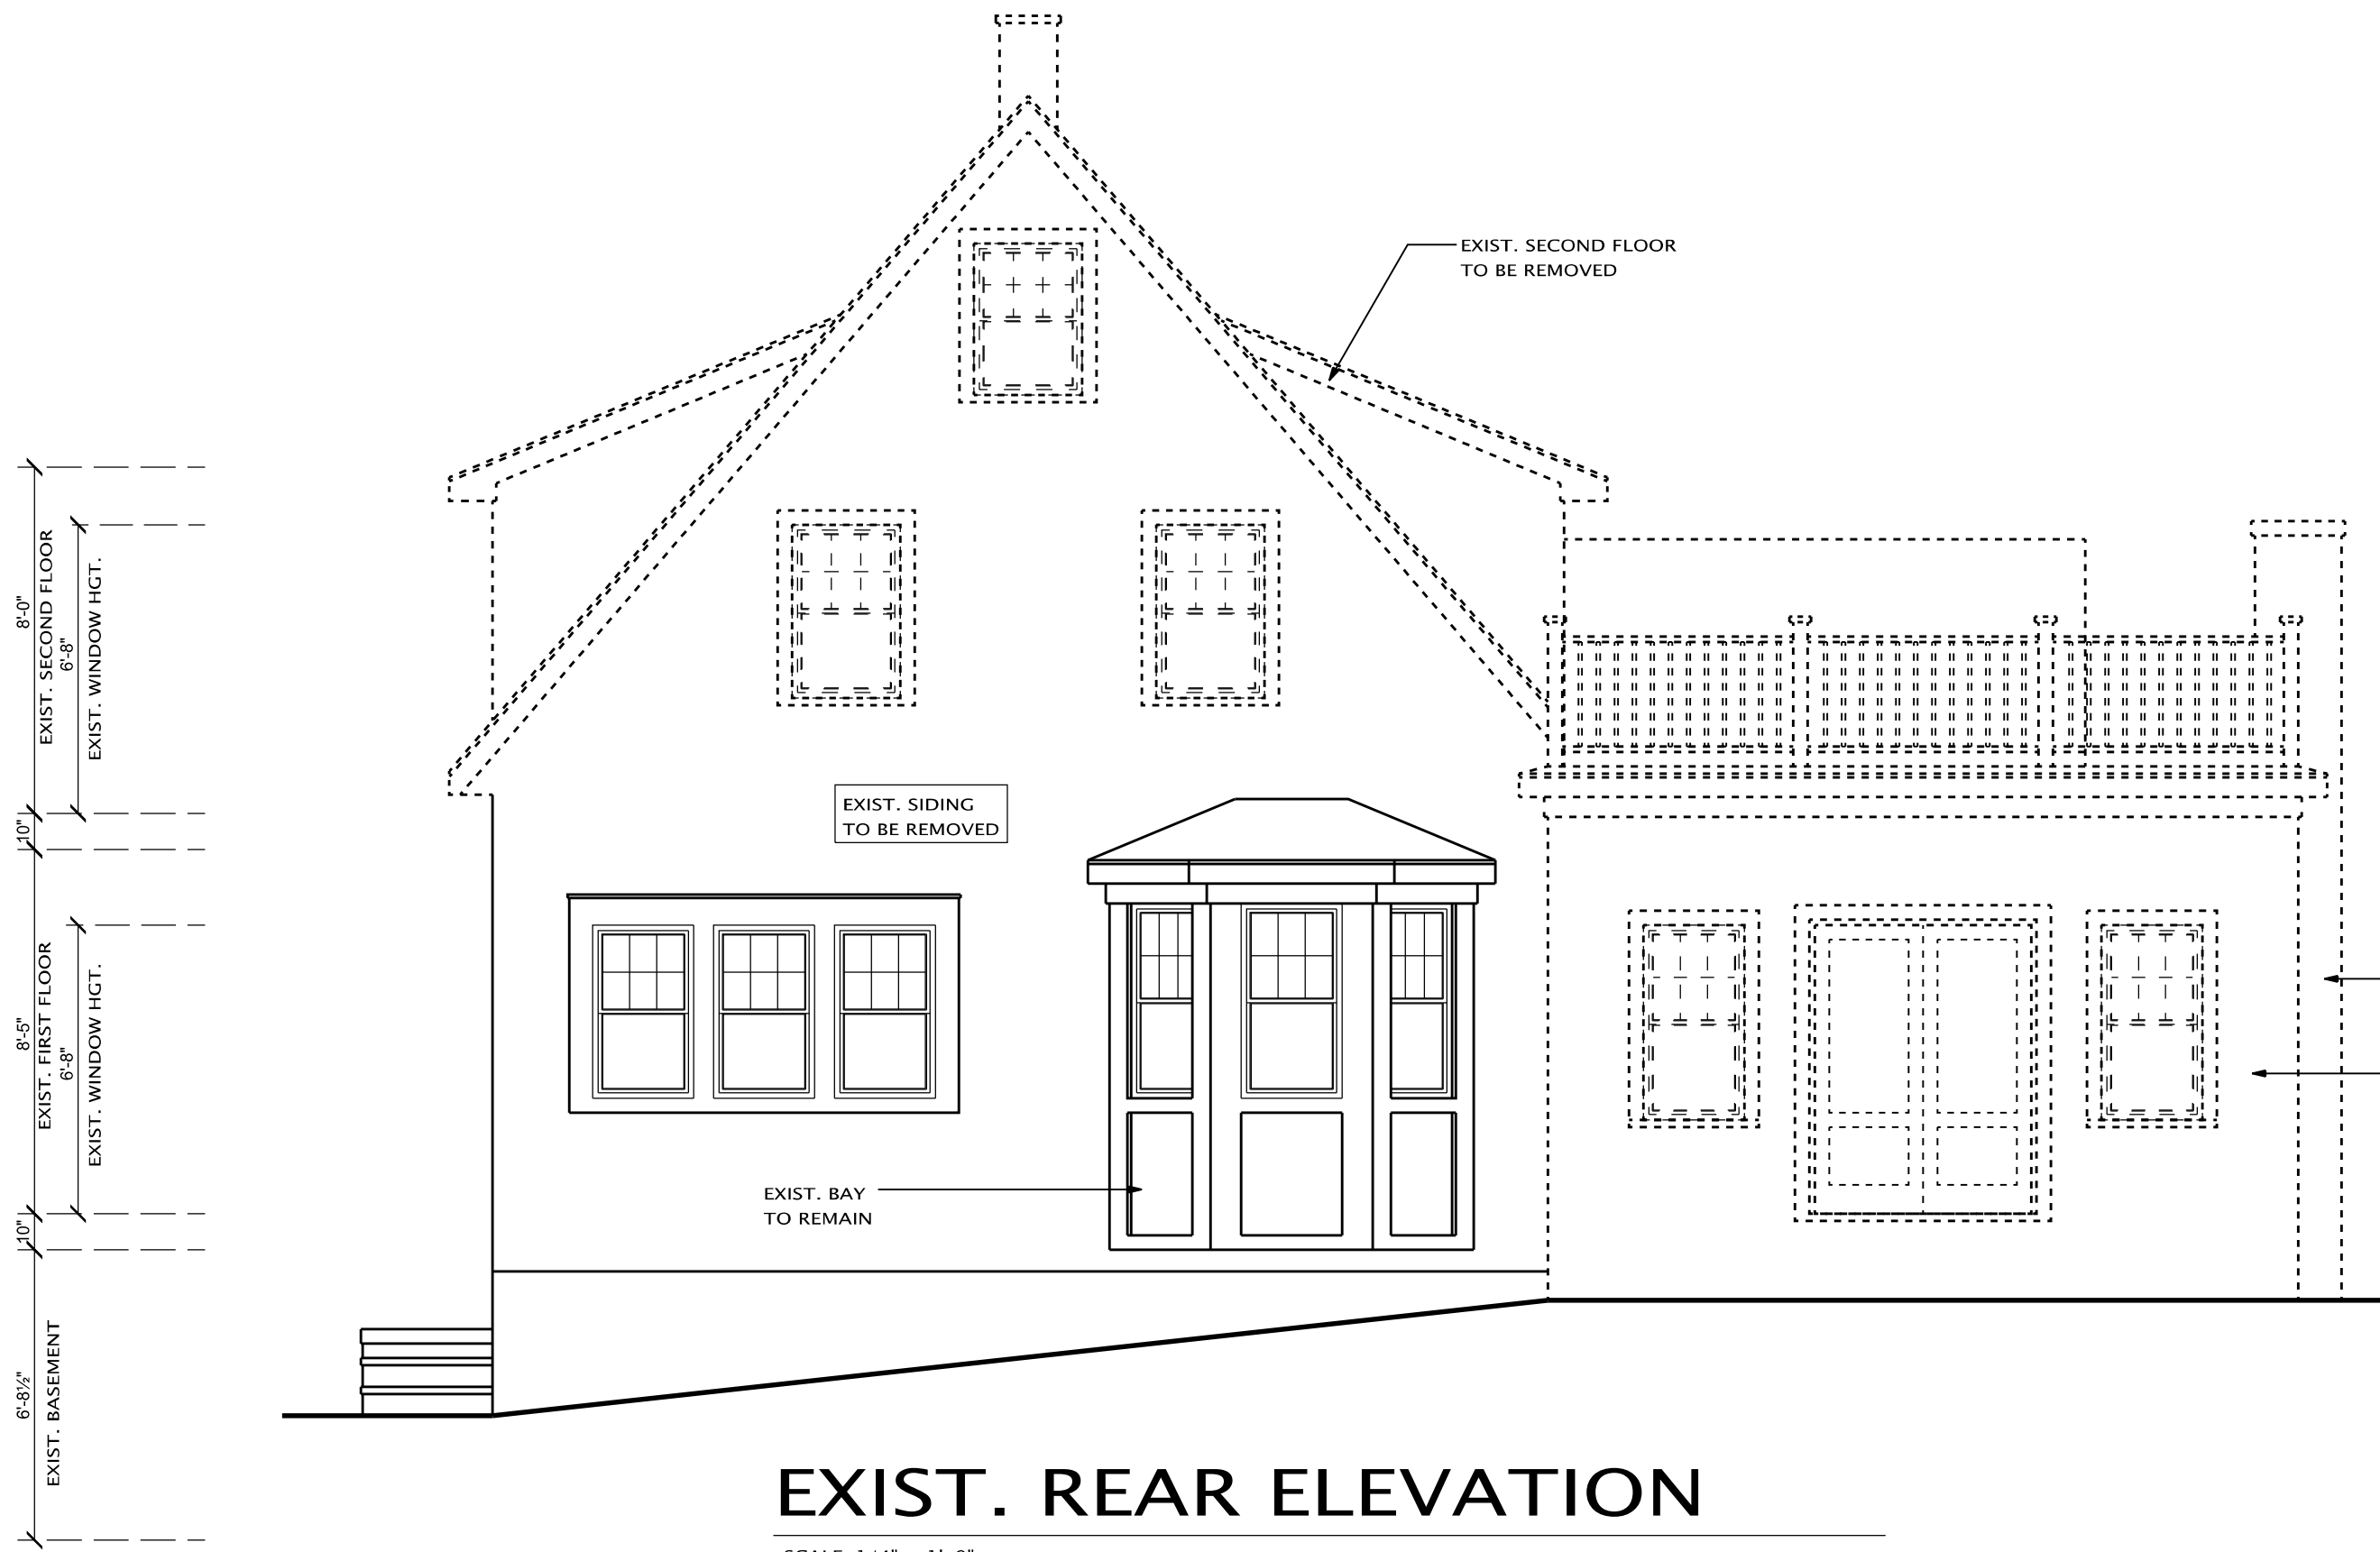 EXIST. SECOND FLOOR
TO BE REMOVED
8'-0"
EXIST. SECOND FLOOR
6'-8"
EXIST. WINDOW HGT.
10"
EXIST. SIDING
TO BE REMOVED
8'-5"
EXIST. FIRST FLOOR
6'-8"
EXIST. WINDOW HGT.
EXIST. BAY
TO REMAIN
10"
6'-8½"
EXIST. BASEMENT
EXIST. REAR ELEVATION